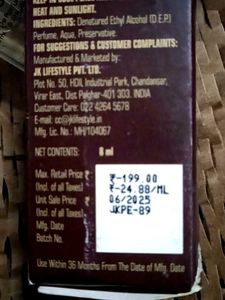 HEAT AND SUNLIGHT.
INGREDIENTS: Denatured Ethyl Alcohol (D.E.P.)
Perfume, Aqua, Preservative.
FOR SUGGESTIONS & CUSTOMER COMPLAINTS:
Manufactured & Marketed by:
JK LIFESTYLE PVT. LTD.
Plot No. 50, HDIL Industrial Park, Chandansar,
Virar East, Dist Palghar-401 303. INDIA
Customer Care: 022 4264 5678
Email: cc@jklifestyle.in
Mfg. Lic. No.: MH/104067
NET CONTENTS: 8 ml
Max. Retail Price ₹ ₹-199.00
(Incl. of all Taxes) ₹-24.88/ML
Unit Sale Price ₹ 06/2025
(Incl. of all Taxes) JKPE-89
Mfg. Date
Batch No.
Use Within 36 Months From The Date of Mfg. Date